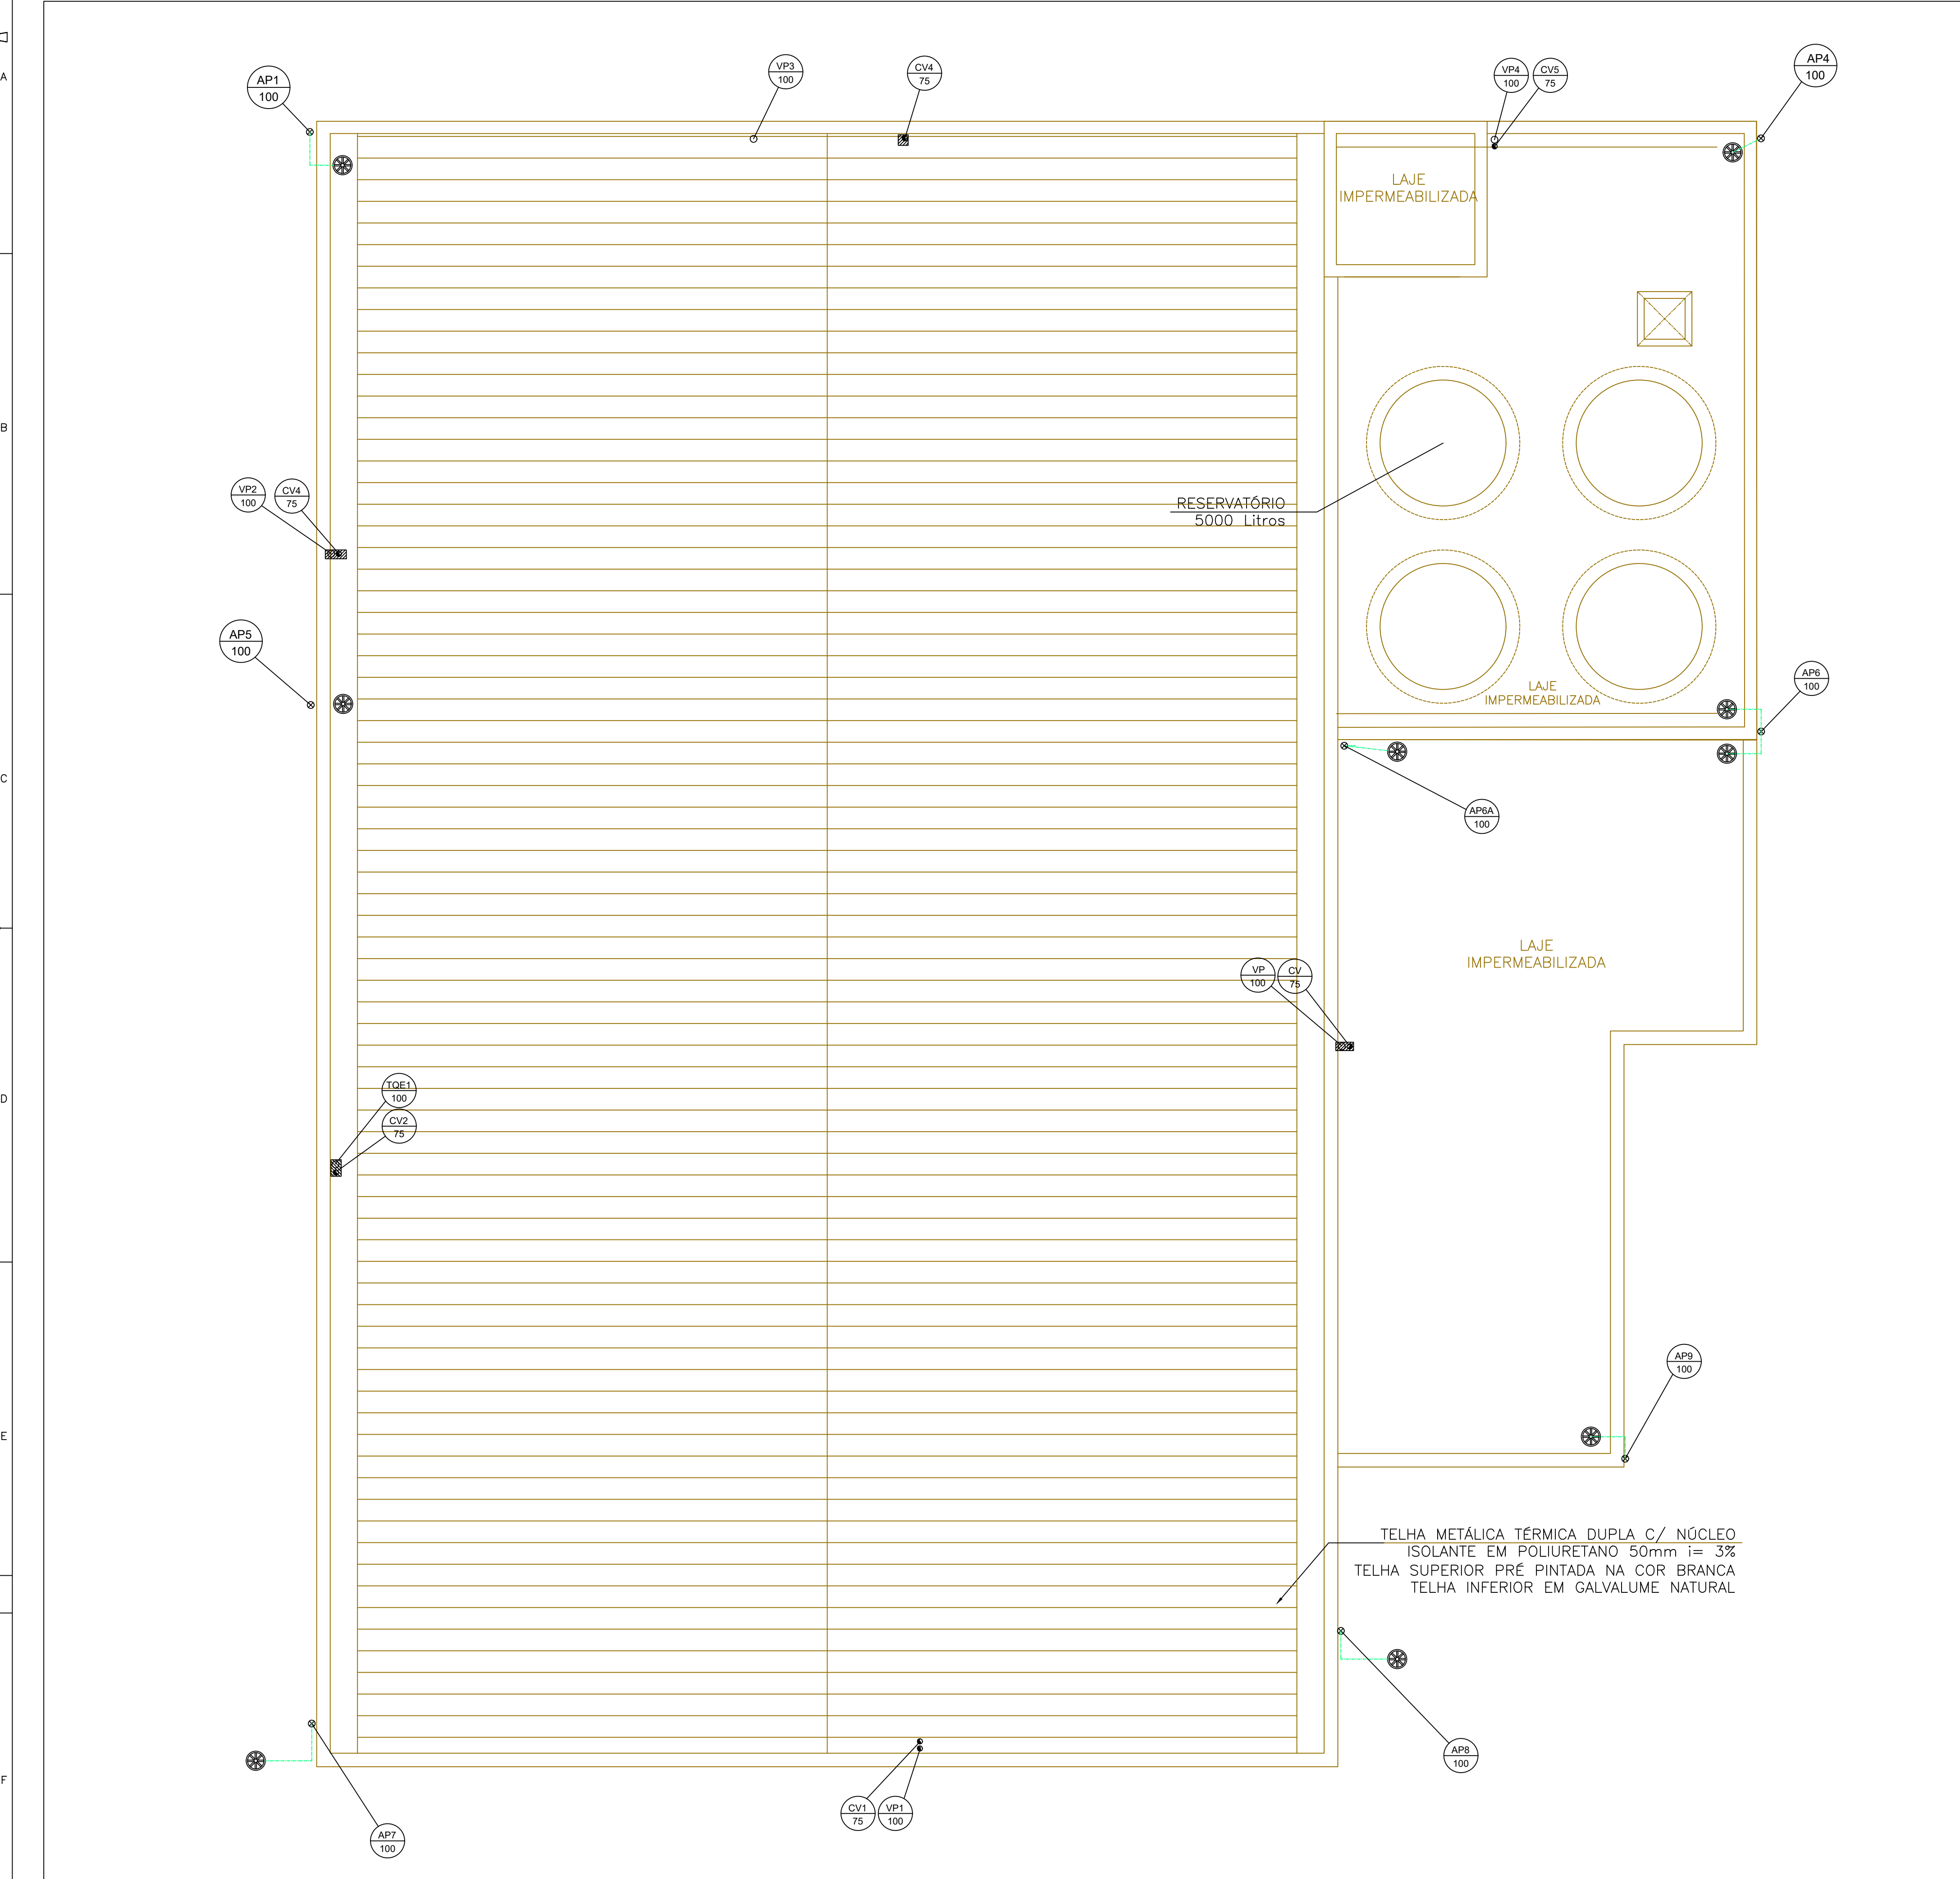 A
AP1
100
VP3
100
CV4
75
VP4
100
CV5
75
AP4
100
LAJE
IMPERMEABILIZADA
B
VP2
100
CV4
75
RESERVATÓRIO
5000 Litros
AP5
100
LAJE
IMPERMEABILIZADA
AP6
100
C
AP6A
100
LAJE
IMPERMEABILIZADA
VP
100
CV
75
D
TQE1
100
CV2
75
AP9
100
E
TELHA METÁLICA TÉRMICA DUPLA C/ NÚCLEO
ISOLANTE EM POLIURETANO 50mm i= 3%
TELHA SUPERIOR PRÉ PINTADA NA COR BRANCA
TELHA INFERIOR EM GALVALUME NATURAL
AP8
100
F
CV1
75
VP1
100
AP7
100